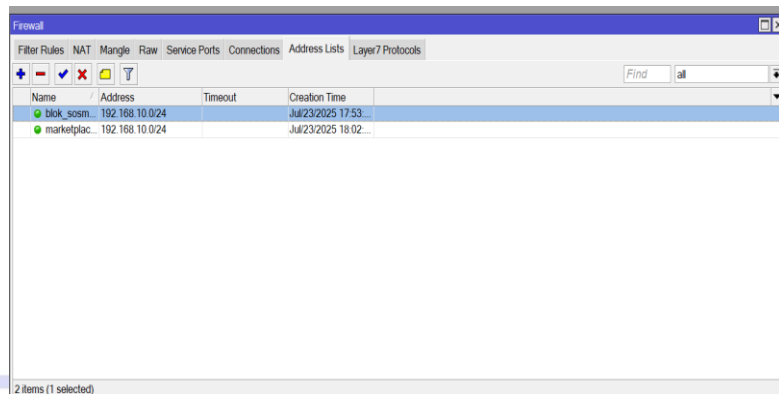 Firewall
Filter Rules NAT Mangle Raw Service Ports Connections Address Lists Layer7 Protocols
Find all
Name Address Timeout Creation Time
blok_sosm... 192.168.10.0/24 Jul/23/2025 17:53:...
marketplac... 192.168.10.0/24 Jul/23/2025 18:02:...
2 items (1 selected)